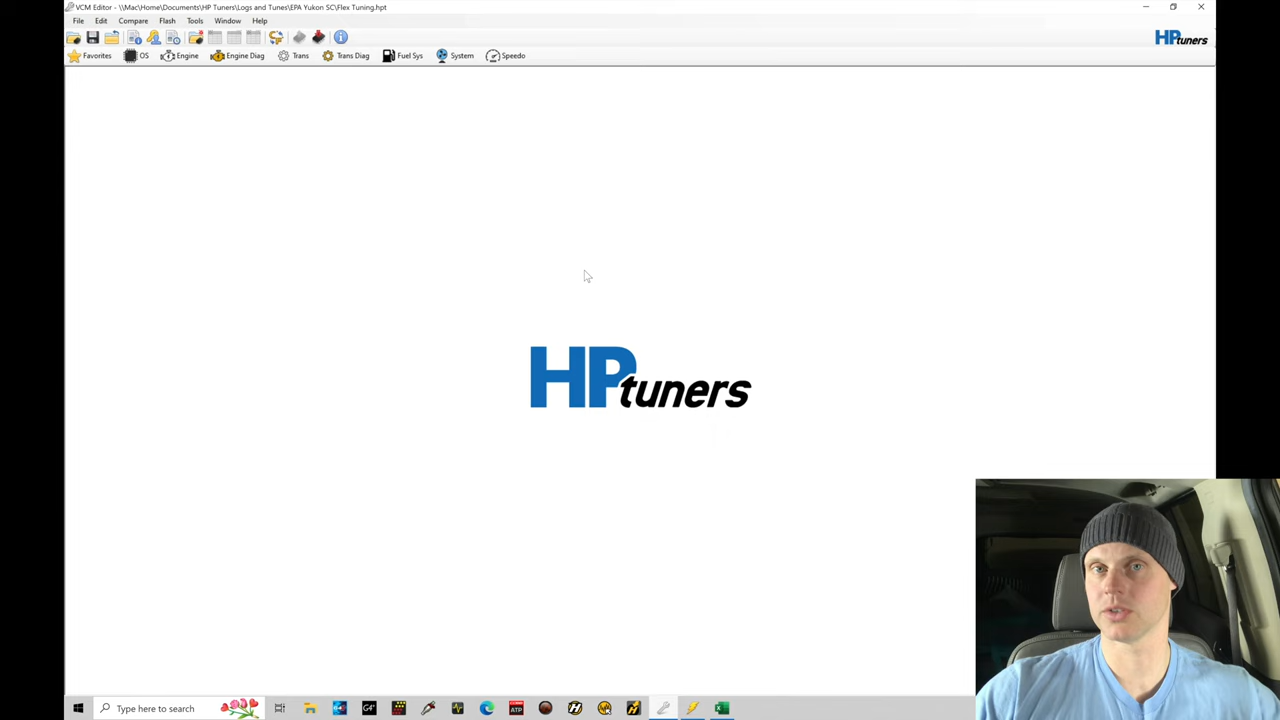 VCM Editor - \\Mac\Home\Documents\HP Tuners\Logs and Tunes\EPA Yukon SC\Flex Tuning.hpt
File Edit Compare Flash Tools Window Help
HPtuners
Favorites OS Engine Engine Diag Trans Trans Diag Fuel Sys System Speedo
HPtuners
Type here to search G4+ ATP